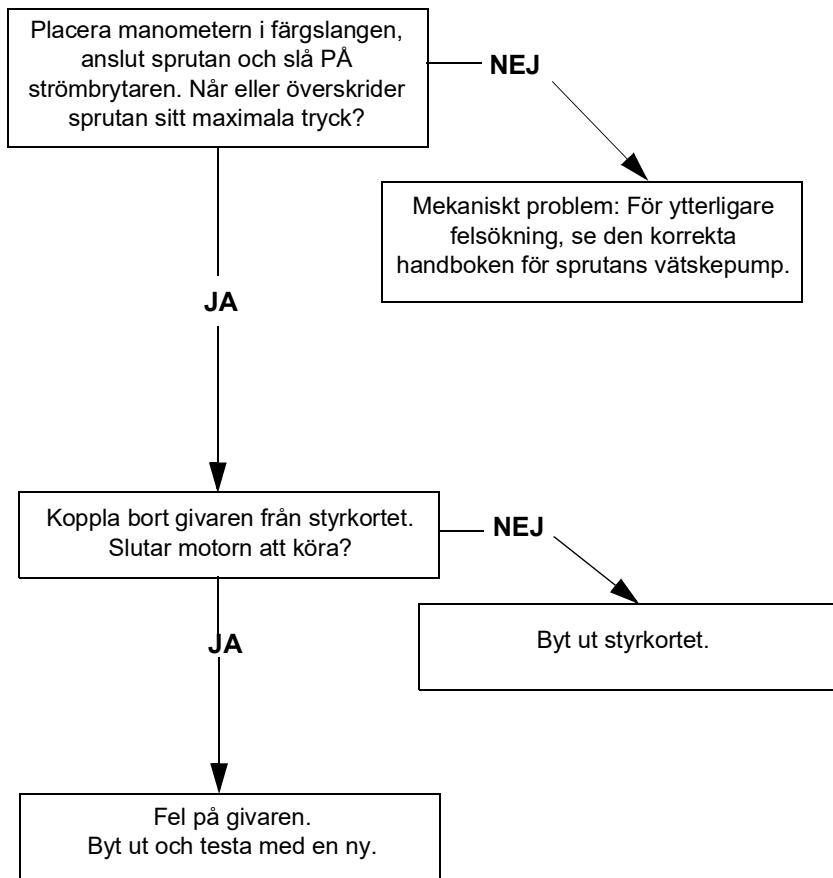 Placera manometern i färgslangen,
anslut sprutan och slå PÅ
strömbrytaren. Når eller överskrider
sprutan sitt maximala tryck?
NEJ
Mekaniskt problem: För ytterligare
felsökning, se den korrekta
handboken för sprutans vätskepump.
JA
Koppla bort givaren från styrkortet.
Slutar motorn att köra?
NEJ
Byt ut styrkortet.
JA
Fel på givaren.
Byt ut och testa med en ny.